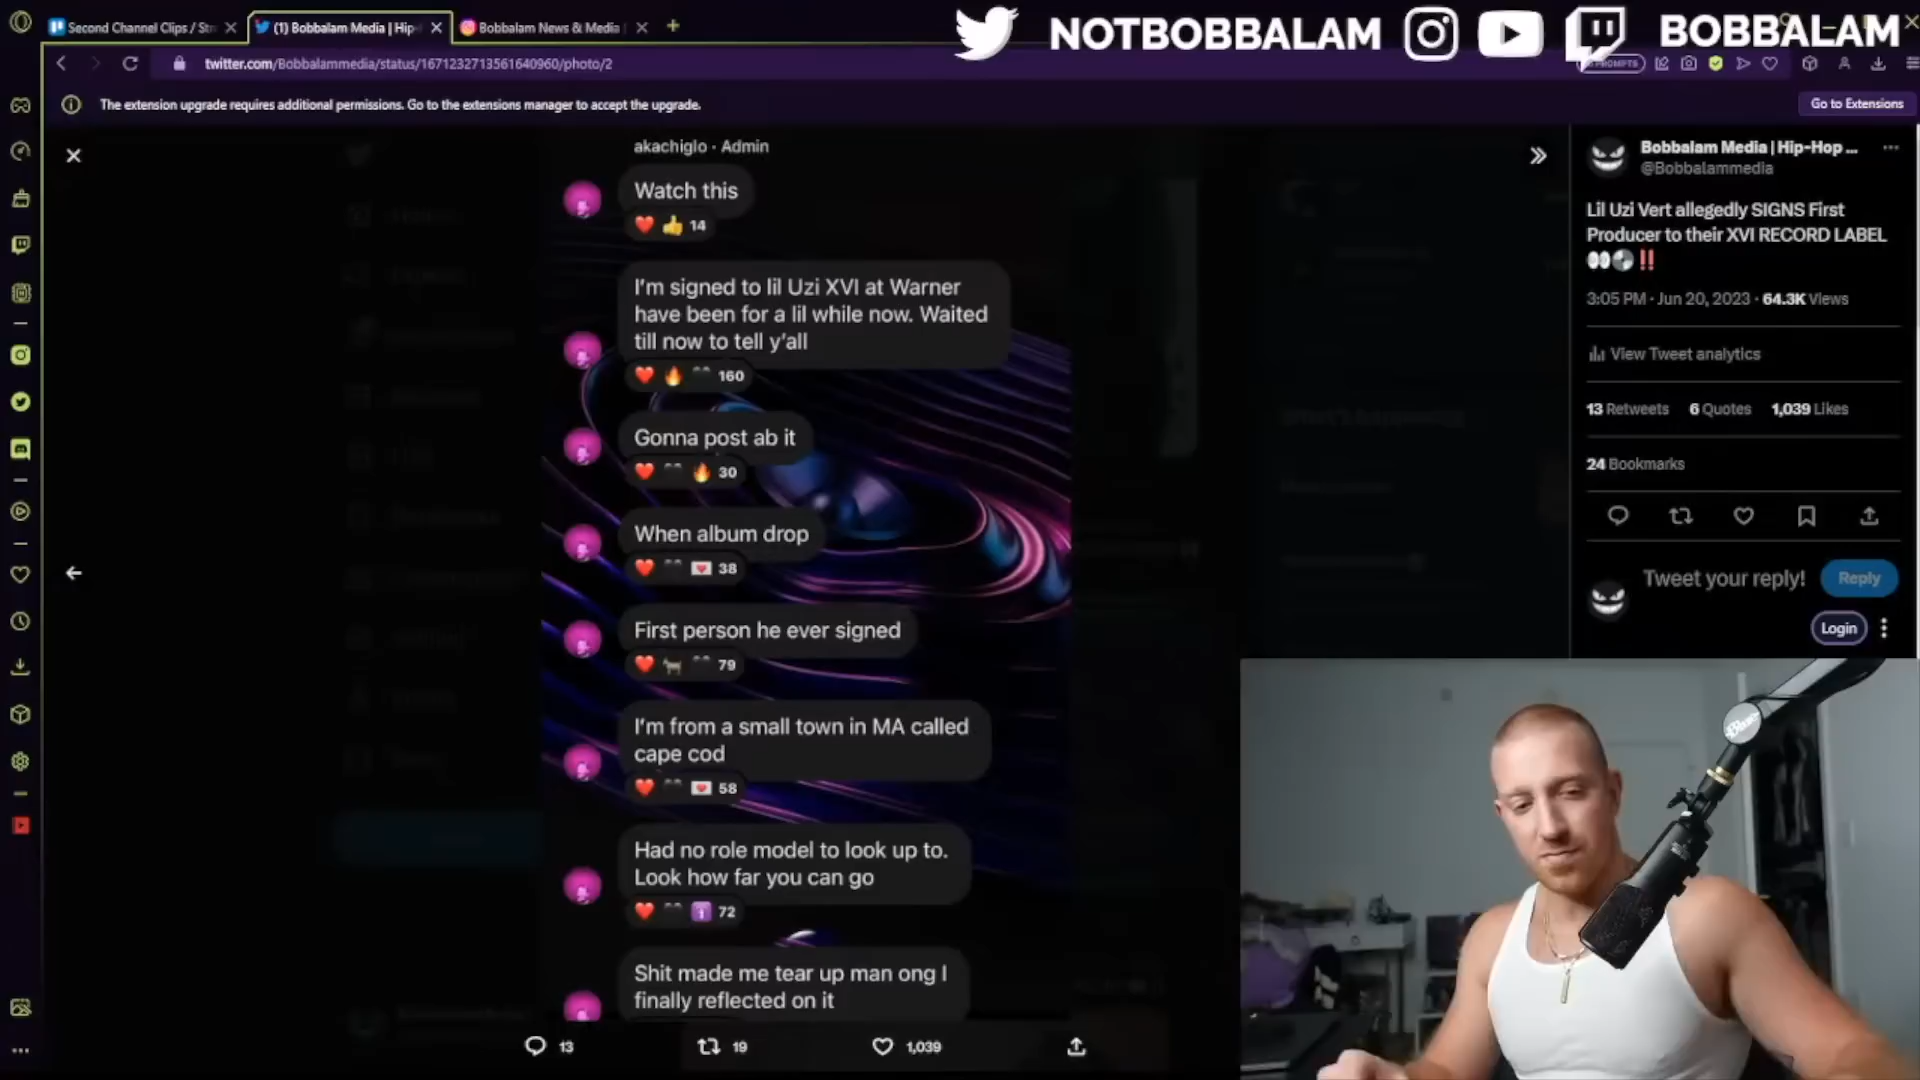 Second Channel Clips / Str
(1) Bobbalam Media | Hip-
Bobbalam News & Media
NOTBOBBALAM
BOBBALAM
twitter.com/Bobbalammedia/status/1671232713561640960/photo/2
PROMPTS
The extension upgrade requires additional permissions. Go to the extensions manager to accept the upgrade.
Go to Extensions
akachiglo · Admin
Watch this
14
I'm signed to lil Uzi XVI at Warner
have been for a lil while now. Waited
till now to tell y'all
160
Gonna post ab it
30
When album drop
38
First person he ever signed
79
I'm from a small town in MA called
cape cod
58
Had no role model to look up to.
Look how far you can go
72
Shit made me tear up man ong I
finally reflected on it
13
19
1,039
Bobbalam Media | Hip-Hop ...
@Bobbalammedia
Lil Uzi Vert allegedly SIGNS First
Producer to their XVI RECORD LABEL
👀💿‼️
3:05 PM · Jun 20, 2023 · 64.3K Views
View Tweet analytics
13 Retweets 6 Quotes 1,039 Likes
24 Bookmarks
Tweet your reply!
Reply
Login